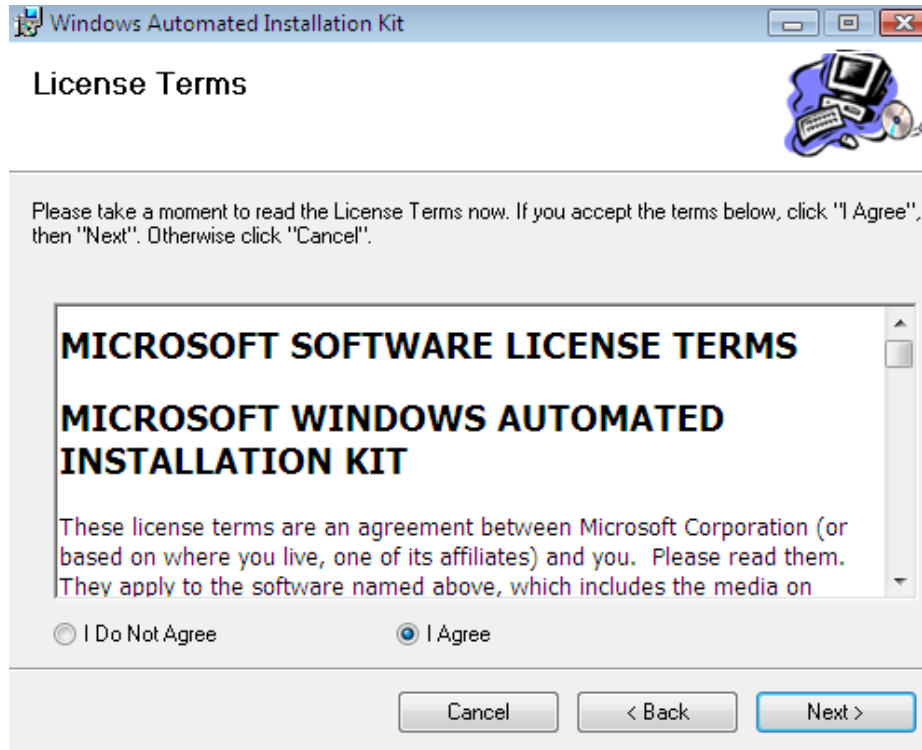 Windows Automated Installation Kit
License Terms
Please take a moment to read the License Terms now. If you accept the terms below, click "I Agree",
then "Next". Otherwise click "Cancel".
MICROSOFT SOFTWARE LICENSE TERMS
MICROSOFT WINDOWS AUTOMATED
INSTALLATION KIT
These license terms are an agreement between Microsoft Corporation (or
based on where you live, one of its affiliates) and you.  Please read them.
They apply to the software named above, which includes the media on
I Do Not Agree I Agree
Cancel < Back Next >